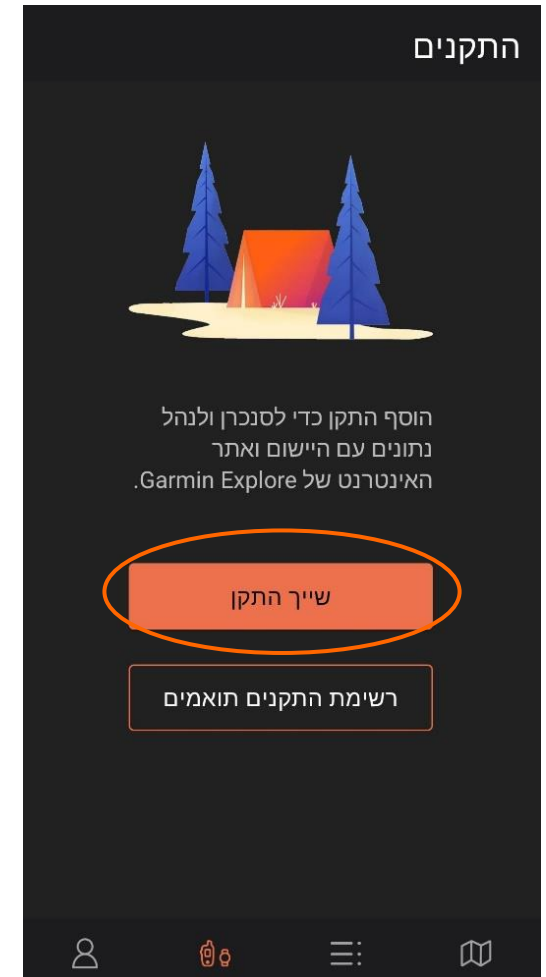 התקנים
הוסף התקן כדי לסנכרן ולנהל
נתונים עם היישום ואתר
האינטרנט של Garmin Explore.
שייך התקן
רשימת התקנים תואמים